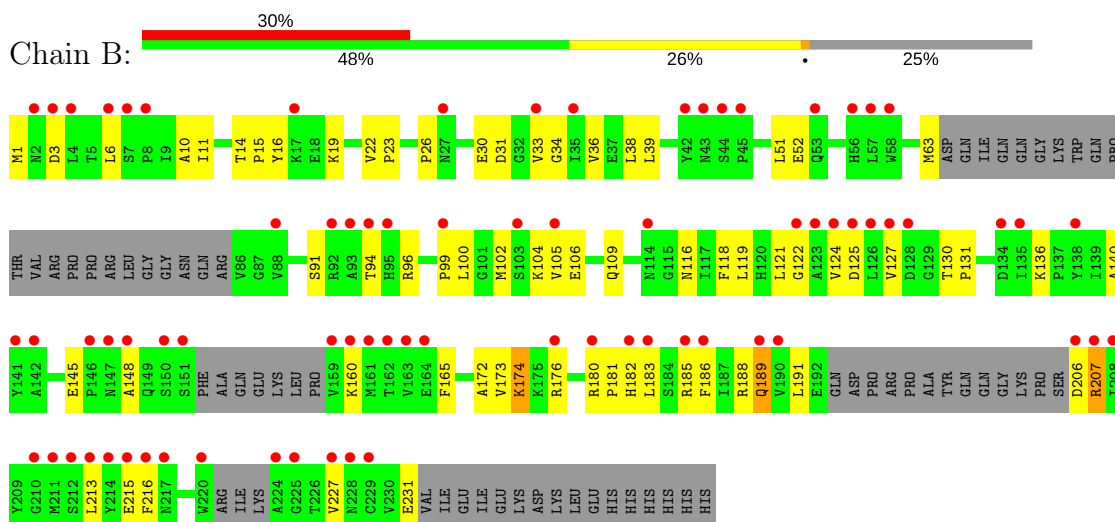 30%
Chain B:
48% 26% • 25%
M1 N2 D3 L4 T5 L6 S7 P8 I9 A10 I11 T14 P15 Y16 K17 E18 K19 V22 P23 P26 N27 E30 D31 G32 V33 G34 I35 V36 E37 L38 L39 Y42 N43 S44 P45 L51 E52 Q53 H56 L57 W58 M63 ASP GLN ILE GLN GLN GLY LYS TRP GLN PRO
THR VAL ARG PRO PRO ARG LEU GLY GLY ASN GLN ARG V86 G87 V88 S91 R92 A93 T94 H95 R96 P99 L100 G101 M102 S103 K104 V105 E106 Q109 N114 G115 N116 I117 F118 L119 H120 L121 G122 A123 V124 D125 L126 V127 D128 G129 T130 P131 D134 I135 K136 P137 Y138 I139 A140
Y141 A142 E145 P146 N147 A148 Q149 S150 S151 PHE ALA GLN GLU LYS LEU PRO V159 K160 M161 T162 V163 E164 F165 A172 V173 K174 K175 R176 R180 P181 H182 L183 S184 R185 F186 I187 R188 Q189 V190 L191 E192 GLN ASP PRO ARG PRO ALA TYR GLN GLN GLY LYS PRO SER D206 R207 I208
Y209 G210 M211 S212 L213 Y214 E215 F216 N217 W220 ARG ILE LYS A224 G225 T226 V227 N228 C229 V230 E231 VAL ILE GLU ILE GLU LYS ASP LYS LEU GLU HIS HIS HIS HIS HIS HIS